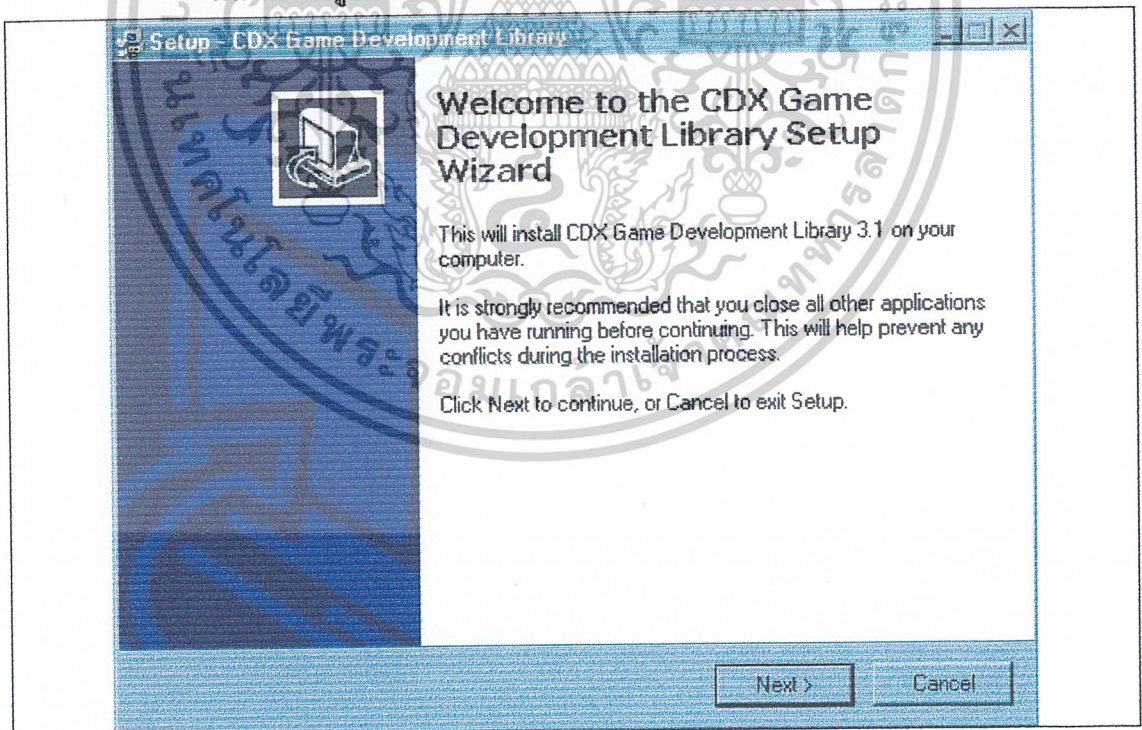 Setup - CDX Game Development Library
Welcome to the CDX Game
Development Library Setup
Wizard
This will install CDX Game Development Library 3.1 on your
computer.
It is strongly recommended that you close all other applications
you have running before continuing. This will help prevent any
conflicts during the installation process.
Click Next to continue, or Cancel to exit Setup.
Next >
Cancel